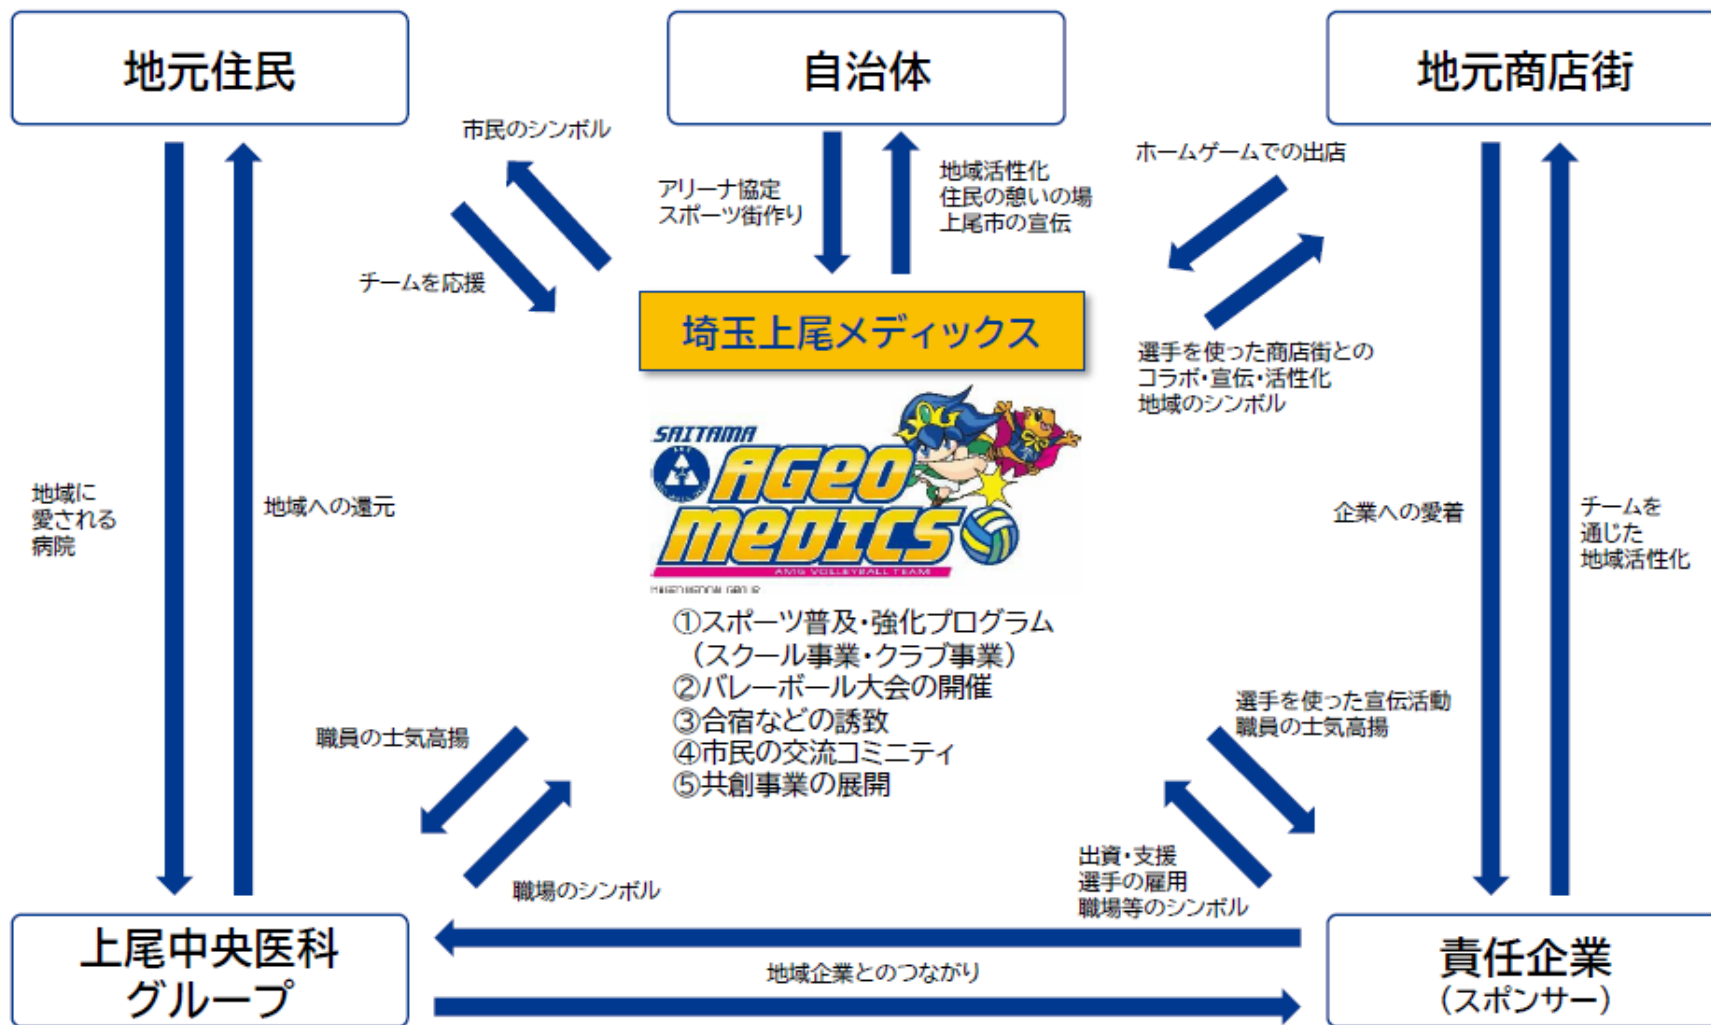 地元住民
自治体
地元商店街
市民のシンボル
アリーナ協定
スポーツ街作り
地域活性化
住民の憩いの場
上尾市の宣伝
ホームゲームでの出店
チームを応援
埼玉上尾メディックス
選手を使った商店街との
コラボ・宣伝・活性化
地域のシンボル
SAITAMA
AGEO
MEDICS
AMG VOLLEYBALL TEAM
地域に
愛される
病院
地域への還元
企業への愛着
チームを
通じた
地域活性化
①スポーツ普及・強化プログラム
（スクール事業・クラブ事業）
②バレーボール大会の開催
③合宿などの誘致
④市民の交流コミニティ
⑤共創事業の展開
職員の士気高揚
選手を使った宣伝活動
職員の士気高揚
職場のシンボル
出資・支援
選手の雇用
職場等のシンボル
上尾中央医科
グループ
地域企業とのつながり
責任企業
（スポンサー）